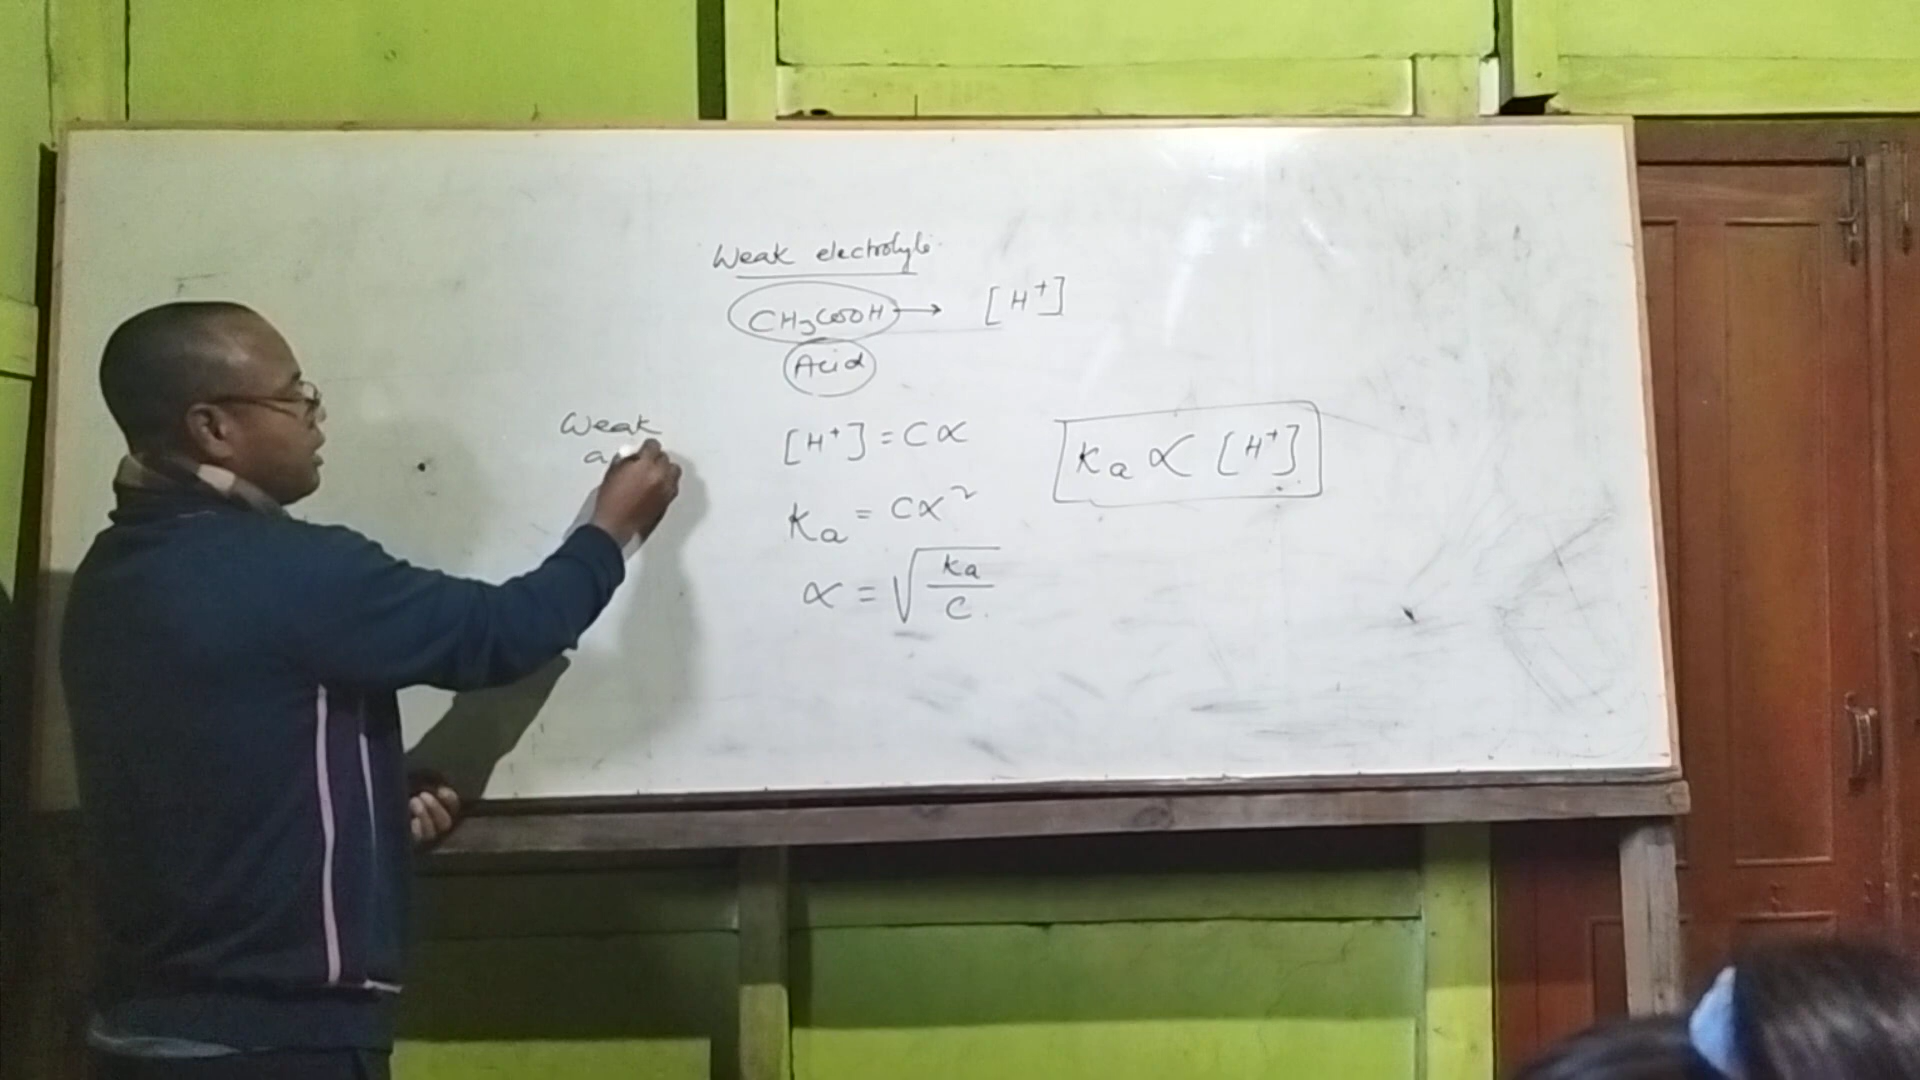 Weak electrolyte
CH3COOH → [H+]
Acid
Weak
a
[H+] = Cα
Ka ∝ [H+]
Ka = Cα²
α = √(Ka/C)